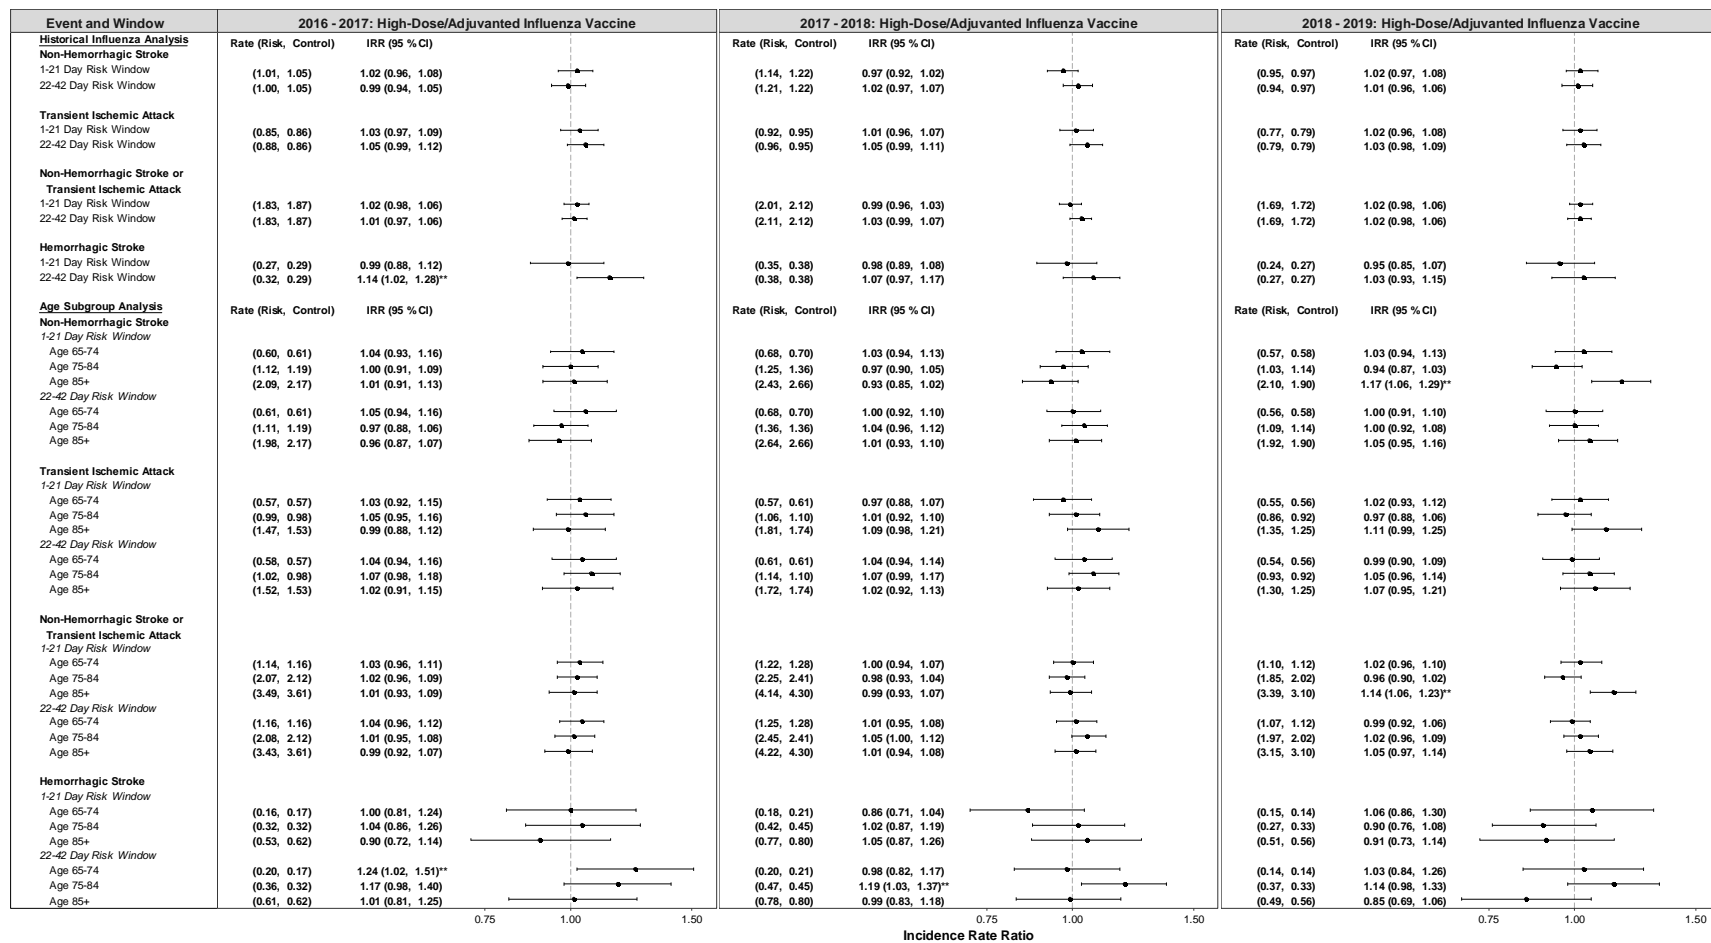 Event and Window 2016 - 2017: High-Dose/Adjuvanted Influenza Vaccine 2017 - 2018: High-Dose/Adjuvanted Influenza Vaccine 2018 - 2019: High-Dose/Adjuvanted Influenza Vaccine
Historical Influenza Analysis Rate (Risk, Control) IRR (95 % CI) Rate (Risk, Control) IRR (95 % CI) Rate (Risk, Control) IRR (95 % CI)
Non-Hemorrhagic Stroke
1-21 Day Risk Window (1.01, 1.05) 1.02 (0.96, 1.08) (1.14, 1.22) 0.97 (0.92, 1.02) (0.95, 0.97) 1.02 (0.97, 1.08)
22-42 Day Risk Window (1.00, 1.05) 0.99 (0.94, 1.05) (1.21, 1.22) 1.02 (0.97, 1.07) (0.94, 0.97) 1.01 (0.96, 1.06)
Transient Ischemic Attack
1-21 Day Risk Window (0.85, 0.86) 1.03 (0.97, 1.09) (0.92, 0.95) 1.01 (0.96, 1.07) (0.77, 0.79) 1.02 (0.96, 1.08)
22-42 Day Risk Window (0.88, 0.86) 1.05 (0.99, 1.12) (0.96, 0.95) 1.05 (0.99, 1.11) (0.79, 0.79) 1.03 (0.98, 1.09)
Non-Hemorrhagic Stroke or
Transient Ischemic Attack
1-21 Day Risk Window (1.83, 1.87) 1.02 (0.98, 1.06) (2.01, 2.12) 0.99 (0.96, 1.03) (1.69, 1.72) 1.02 (0.98, 1.06)
22-42 Day Risk Window (1.83, 1.87) 1.01 (0.97, 1.06) (2.11, 2.12) 1.03 (0.99, 1.07) (1.69, 1.72) 1.02 (0.98, 1.06)
Hemorrhagic Stroke
1-21 Day Risk Window (0.27, 0.29) 0.99 (0.88, 1.12) (0.35, 0.38) 0.98 (0.89, 1.08) (0.24, 0.27) 0.95 (0.85, 1.07)
22-42 Day Risk Window (0.32, 0.29) 1.14 (1.02, 1.28)** (0.38, 0.38) 1.07 (0.97, 1.17) (0.27, 0.27) 1.03 (0.93, 1.15)
Age Subgroup Analysis Rate (Risk, Control) IRR (95 % CI) Rate (Risk, Control) IRR (95 % CI) Rate (Risk, Control) IRR (95 % CI)
Non-Hemorrhagic Stroke
1-21 Day Risk Window
Age 65-74 (0.60, 0.61) 1.04 (0.93, 1.16) (0.68, 0.70) 1.03 (0.94, 1.13) (0.57, 0.58) 1.03 (0.94, 1.13)
Age 75-84 (1.12, 1.19) 1.00 (0.91, 1.09) (1.25, 1.36) 0.97 (0.90, 1.05) (1.03, 1.14) 0.94 (0.87, 1.03)
Age 85+ (2.09, 2.17) 1.01 (0.91, 1.13) (2.43, 2.66) 0.93 (0.85, 1.02) (2.10, 1.90) 1.17 (1.06, 1.29)**
22-42 Day Risk Window
Age 65-74 (0.61, 0.61) 1.05 (0.94, 1.16) (0.68, 0.70) 1.00 (0.92, 1.10) (0.56, 0.58) 1.00 (0.91, 1.10)
Age 75-84 (1.11, 1.19) 0.97 (0.88, 1.06) (1.36, 1.36) 1.04 (0.96, 1.12) (1.09, 1.14) 1.00 (0.92, 1.08)
Age 85+ (1.98, 2.17) 0.96 (0.87, 1.07) (2.64, 2.66) 1.01 (0.93, 1.10) (1.92, 1.90) 1.05 (0.95, 1.16)
Transient Ischemic Attack
1-21 Day Risk Window
Age 65-74 (0.57, 0.57) 1.03 (0.92, 1.15) (0.57, 0.61) 0.97 (0.88, 1.07) (0.55, 0.56) 1.02 (0.93, 1.12)
Age 75-84 (0.99, 0.98) 1.05 (0.95, 1.16) (1.06, 1.10) 1.01 (0.92, 1.10) (0.86, 0.92) 0.97 (0.88, 1.06)
Age 85+ (1.47, 1.53) 0.99 (0.88, 1.12) (1.81, 1.74) 1.09 (0.98, 1.21) (1.35, 1.25) 1.11 (0.99, 1.25)
22-42 Day Risk Window
Age 65-74 (0.58, 0.57) 1.04 (0.94, 1.16) (0.61, 0.61) 1.04 (0.94, 1.14) (0.54, 0.56) 0.99 (0.90, 1.09)
Age 75-84 (1.02, 0.98) 1.07 (0.98, 1.18) (1.14, 1.10) 1.07 (0.99, 1.17) (0.93, 0.92) 1.05 (0.96, 1.14)
Age 85+ (1.52, 1.53) 1.02 (0.91, 1.15) (1.72, 1.74) 1.02 (0.92, 1.13) (1.30, 1.25) 1.07 (0.95, 1.21)
Non-Hemorrhagic Stroke or
Transient Ischemic Attack
1-21 Day Risk Window
Age 65-74 (1.14, 1.16) 1.03 (0.96, 1.11) (1.22, 1.28) 1.00 (0.94, 1.07) (1.10, 1.12) 1.02 (0.96, 1.10)
Age 75-84 (2.07, 2.12) 1.02 (0.96, 1.09) (2.25, 2.41) 0.98 (0.93, 1.04) (1.85, 2.02) 0.96 (0.90, 1.02)
Age 85+ (3.49, 3.61) 1.01 (0.93, 1.09) (4.14, 4.30) 0.99 (0.93, 1.07) (3.39, 3.10) 1.14 (1.06, 1.23)**
22-42 Day Risk Window
Age 65-74 (1.16, 1.16) 1.04 (0.96, 1.12) (1.25, 1.28) 1.01 (0.95, 1.08) (1.07, 1.12) 0.99 (0.92, 1.06)
Age 75-84 (2.08, 2.12) 1.01 (0.95, 1.08) (2.45, 2.41) 1.05 (1.00, 1.12) (1.97, 2.02) 1.02 (0.96, 1.09)
Age 85+ (3.43, 3.61) 0.99 (0.92, 1.07) (4.22, 4.30) 1.01 (0.94, 1.08) (3.15, 3.10) 1.05 (0.97, 1.14)
Hemorrhagic Stroke
1-21 Day Risk Window
Age 65-74 (0.16, 0.17) 1.00 (0.81, 1.24) (0.18, 0.21) 0.86 (0.71, 1.04) (0.15, 0.14) 1.06 (0.86, 1.30)
Age 75-84 (0.32, 0.32) 1.04 (0.86, 1.26) (0.42, 0.45) 1.02 (0.87, 1.19) (0.27, 0.33) 0.90 (0.76, 1.08)
Age 85+ (0.53, 0.62) 0.90 (0.72, 1.14) (0.77, 0.80) 1.05 (0.87, 1.26) (0.51, 0.56) 0.91 (0.73, 1.14)
22-42 Day Risk Window
Age 65-74 (0.20, 0.17) 1.24 (1.02, 1.51)** (0.20, 0.21) 0.98 (0.82, 1.17) (0.14, 0.14) 1.03 (0.84, 1.26)
Age 75-84 (0.36, 0.32) 1.17 (0.98, 1.40) (0.47, 0.45) 1.19 (1.03, 1.37)** (0.37, 0.33) 1.14 (0.98, 1.33)
Age 85+ (0.61, 0.62) 1.01 (0.81, 1.25) (0.78, 0.80) 0.99 (0.83, 1.18) (0.49, 0.56) 0.85 (0.69, 1.06)
0.75 1.00 1.50 0.75 1.00 1.50 0.75 1.00 1.50
Incidence Rate Ratio